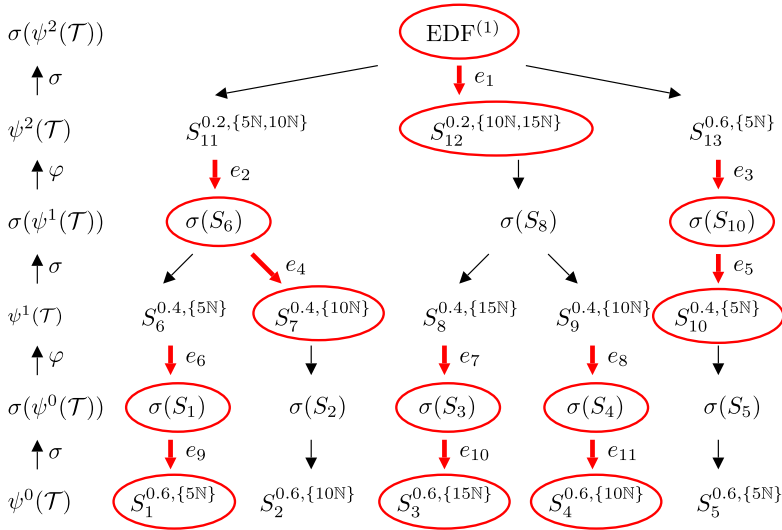 σ(ψ²(𝒯)) EDF⁽¹⁾
↑ σ e₁
ψ²(𝒯) S₁₁^{0.2,{5ℕ,10ℕ}} S₁₂^{0.2,{10ℕ,15ℕ}} S₁₃^{0.6,{5ℕ}}
↑ φ e₂ e₃
σ(ψ¹(𝒯)) σ(S₆) σ(S₈) σ(S₁₀)
↑ σ e₄ e₅
ψ¹(𝒯) S₆^{0.4,{5ℕ}} S₇^{0.4,{10ℕ}} S₈^{0.4,{15ℕ}} S₉^{0.4,{10ℕ}} S₁₀^{0.4,{5ℕ}}
↑ φ e₆ e₇ e₈
σ(ψ⁰(𝒯)) σ(S₁) σ(S₂) σ(S₃) σ(S₄) σ(S₅)
↑ σ e₉ e₁₀ e₁₁
ψ⁰(𝒯) S₁^{0.6,{5ℕ}} S₂^{0.6,{10ℕ}} S₃^{0.6,{15ℕ}} S₄^{0.6,{10ℕ}} S₅^{0.6,{5ℕ}}